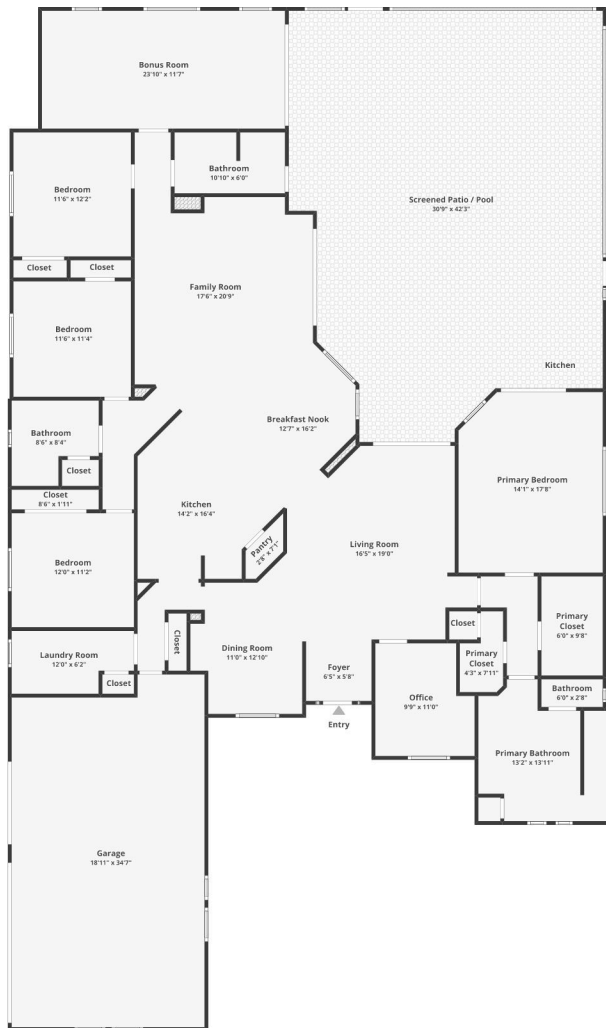 Bonus Room
23'10" x 11'7"
Bathroom
10'10" x 6'0"
Bedroom
11'6" x 12'2"
Screened Patio / Pool
30'9" x 42'3"
Closet
Closet
Family Room
17'6" x 20'9"
Bedroom
11'6" x 11'4"
Kitchen
Breakfast Nook
12'7" x 16'2"
Bathroom
8'6" x 8'4"
Closet
Primary Bedroom
14'1" x 17'8"
Closet
8'6" x 1'11"
Kitchen
14'2" x 16'4"
Pantry
2'8" x 7'1"
Living Room
16'5" x 19'0"
Bedroom
12'0" x 11'2"
Primary
Closet
6'0" x 9'8"
Closet
Closet
Laundry Room
12'0" x 6'2"
Dining Room
11'0" x 12'10"
Primary
Closet
4'3" x 7'11"
Foyer
6'5" x 5'8"
Closet
Office
9'9" x 11'0"
Bathroom
6'0" x 2'8"
Entry
Primary Bathroom
13'2" x 13'11"
Garage
18'11" x 34'7"